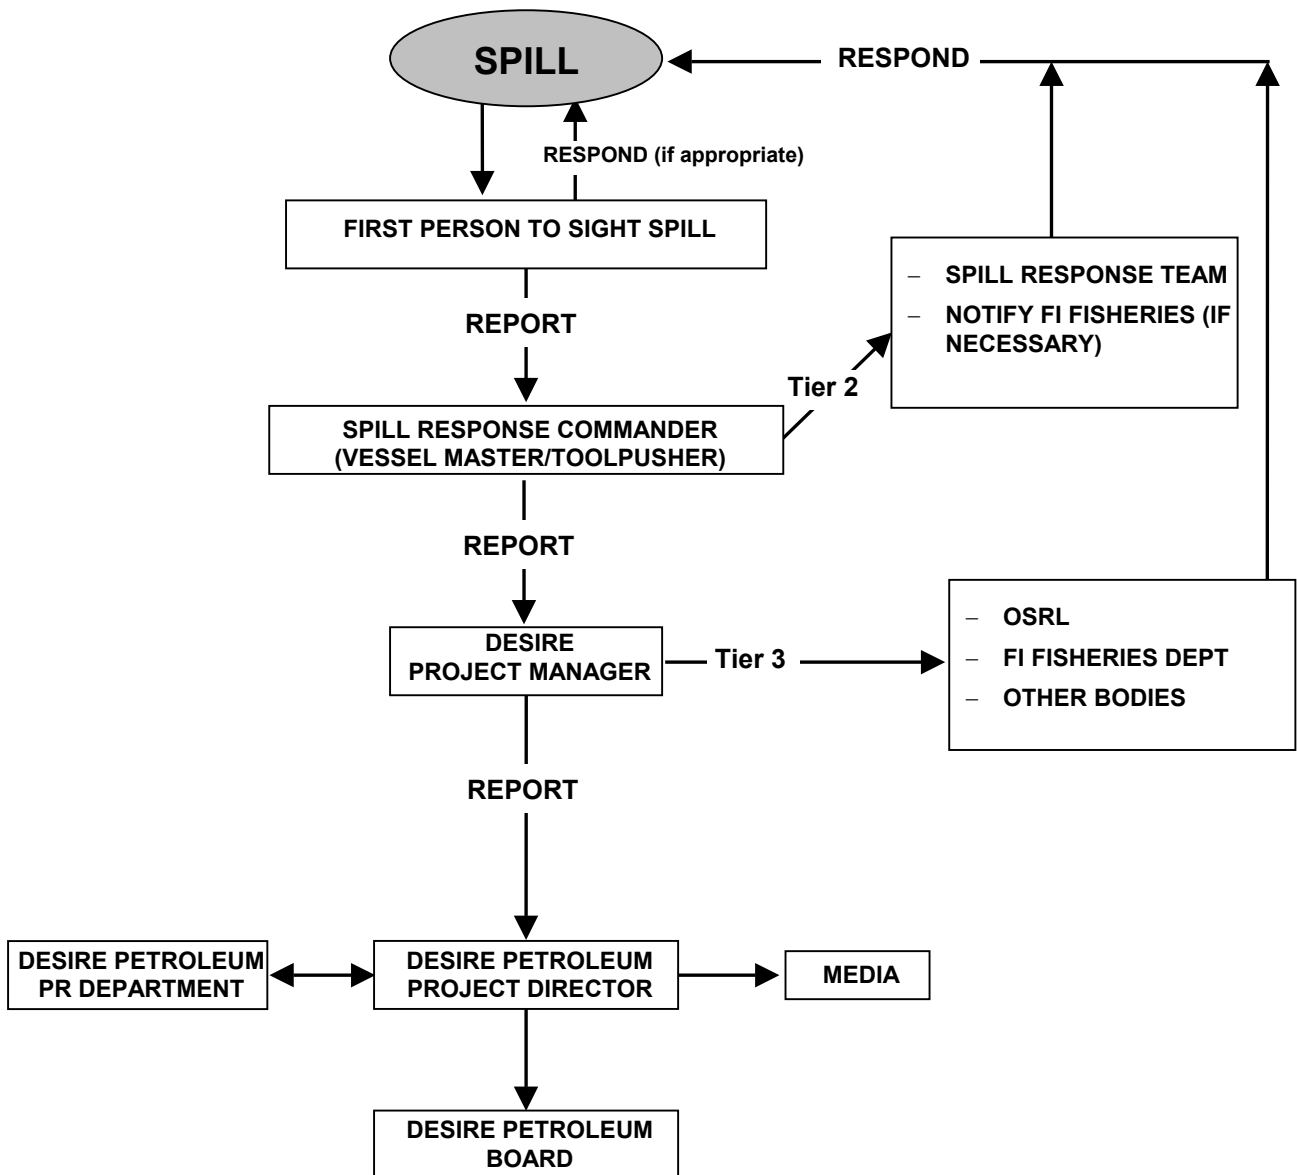 SPILL
RESPOND
RESPOND (if appropriate)
FIRST PERSON TO SIGHT SPILL
– SPILL RESPONSE TEAM
– NOTIFY FI FISHERIES (IF
NECESSARY)
REPORT
Tier 2
SPILL RESPONSE COMMANDER
(VESSEL MASTER/TOOLPUSHER)
REPORT
– OSRL
– FI FISHERIES DEPT
– OTHER BODIES
DESIRE
PROJECT MANAGER
Tier 3
REPORT
DESIRE PETROLEUM
PR DEPARTMENT
DESIRE PETROLEUM
PROJECT DIRECTOR
MEDIA
DESIRE PETROLEUM
BOARD